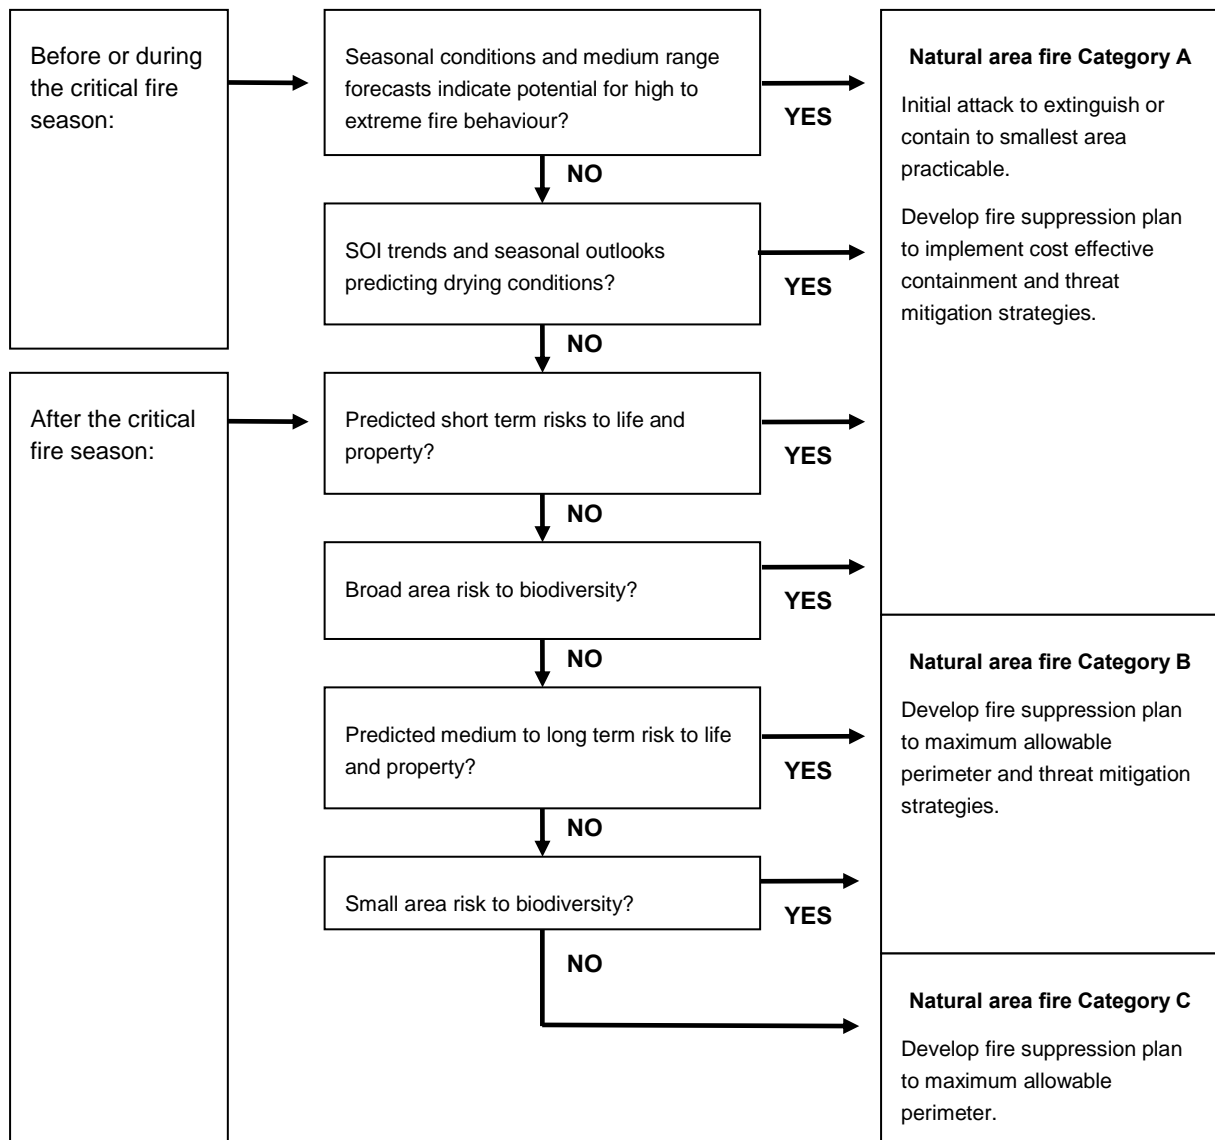 Before or during
the critical fire
season:
Seasonal conditions and medium range
forecasts indicate potential for high to
extreme fire behaviour?
YES
NO
SOI trends and seasonal outlooks
predicting drying conditions?
YES
NO
After the critical
fire season:
Predicted short term risks to life and
property?
YES
NO
Broad area risk to biodiversity?
YES
NO
Predicted medium to long term risk to life
and property?
YES
NO
Small area risk to biodiversity?
YES
NO
Natural area fire Category A
Initial attack to extinguish or
contain to smallest area
practicable.
Develop fire suppression plan
to implement cost effective
containment and threat
mitigation strategies.
Natural area fire Category B
Develop fire suppression plan
to maximum allowable
perimeter and threat mitigation
strategies.
Natural area fire Category C
Develop fire suppression plan
to maximum allowable
perimeter.